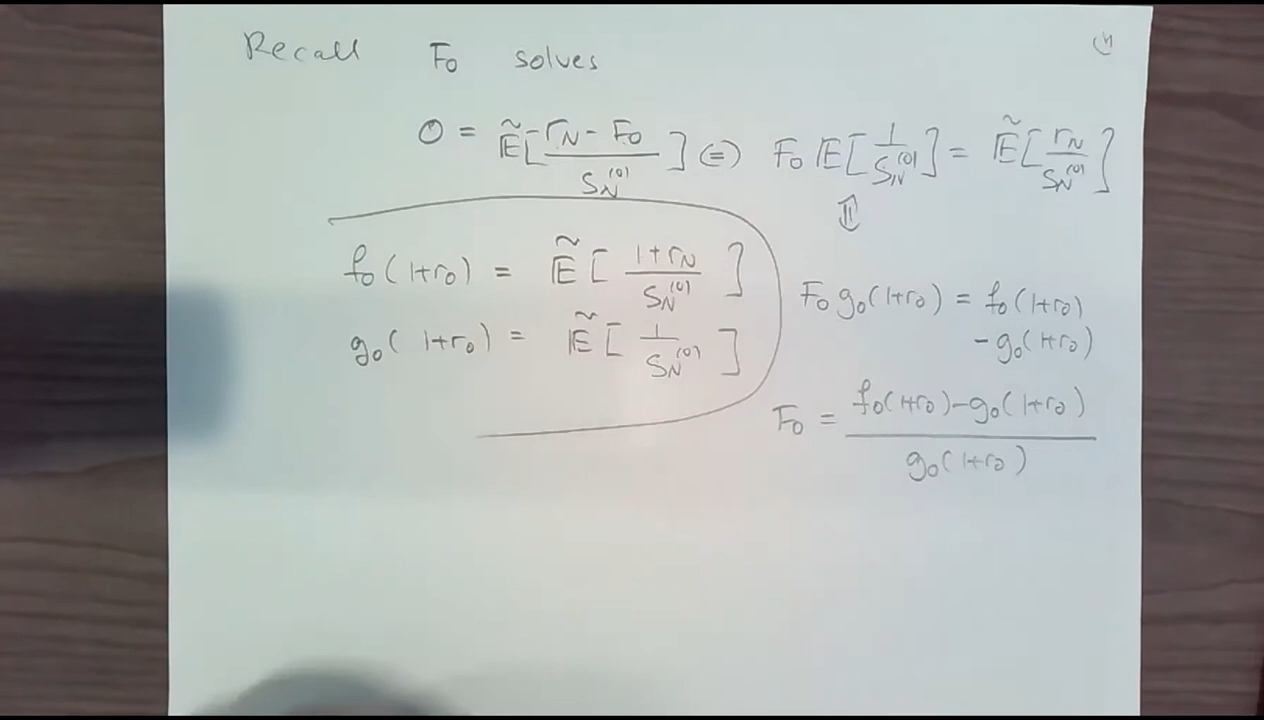 Recall F₀ solves (4)
0 = Ẽ[ (r_N - F₀) / S_N^(0) ] ⇔ F₀ E[ 1 / S_N^(0) ] = Ẽ[ r_N / S_N^(0) ]
⇕
f₀(1+r₀) = Ẽ[ (1+r_N) / S_N^(0) ]
g₀(1+r₀) = Ẽ[ 1 / S_N^(0) ]
F₀ g₀(1+r₀) = f₀(1+r₀)
- g₀(1+r₀)
F₀ = (f₀(1+r₀) - g₀(1+r₀)) / (g₀(1+r₀))